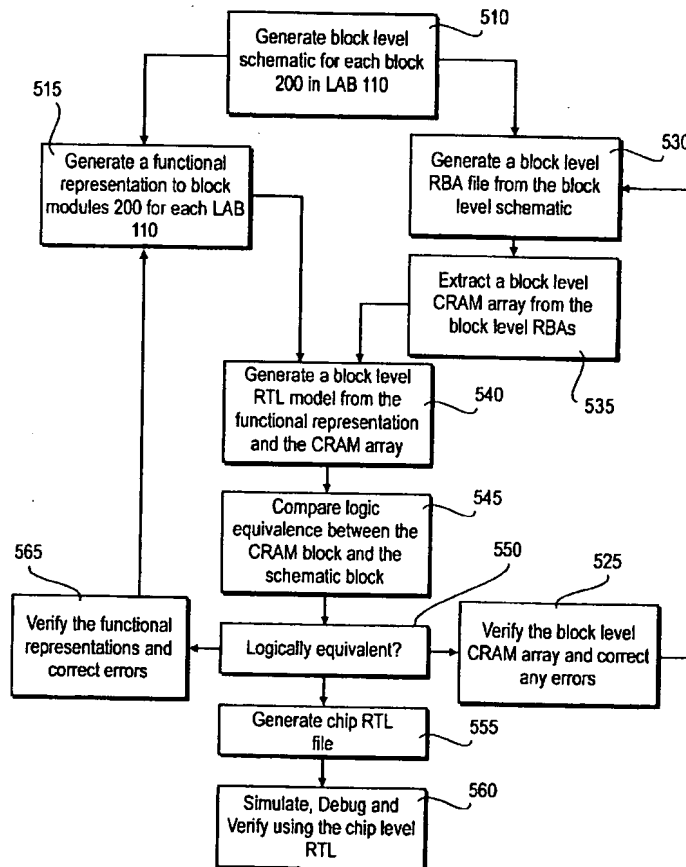 510
Generate block level
schematic for each block
200 in LAB 110
515
Generate a functional
representation to block
modules 200 for each LAB
110
530
Generate a block level
RBA file from the block
level schematic
Extract a block level
CRAM array from the
block level RBAs
535
Generate a block level
RTL model from the
functional representation
and the CRAM array
540
Compare logic
equivalence between the
CRAM block and the
schematic block
545
550
Logically equivalent?
565
Verify the functional
representations and
correct errors
525
Verify the block level
CRAM array and correct
any errors
Generate chip RTL
file
555
Simulate, Debug and
Verify using the chip level
RTL
560